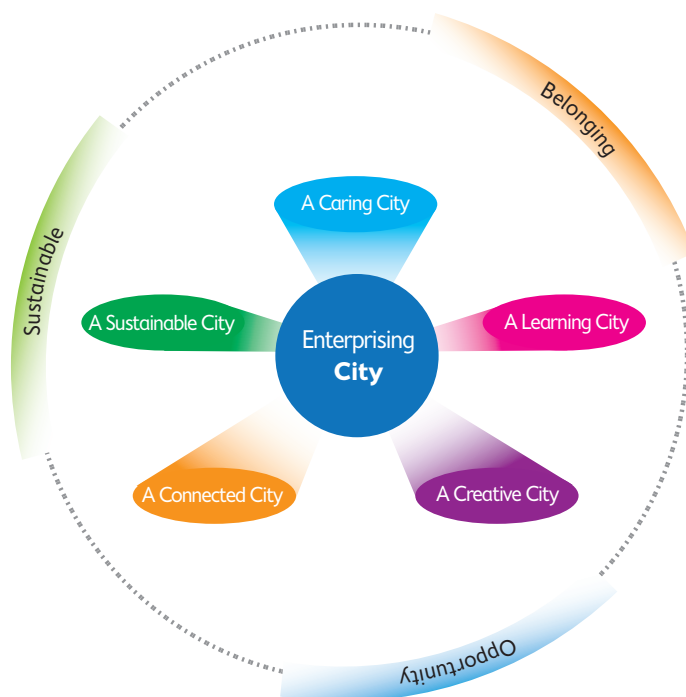 Belonging
A Caring City
Sustainable
A Sustainable City
Enterprising
City
A Learning City
A Connected City
A Creative City
Opportunity